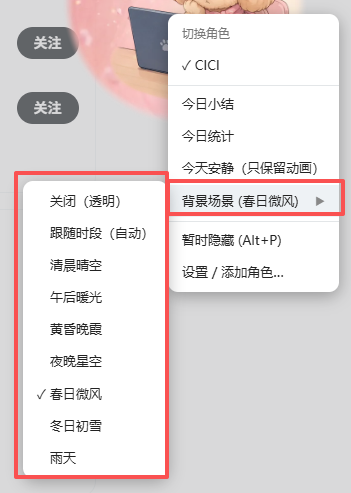 关注
关注
切换角色
✓ CICI
今日小结
今日统计
今天安静（只保留动画）
背景场景 (春日微风) ▶
暂时隐藏 (Alt+P)
设置 / 添加角色...
关闭（透明）
跟随时段（自动）
清晨晴空
午后暖光
黄昏晚霞
夜晚星空
✓ 春日微风
冬日初雪
雨天